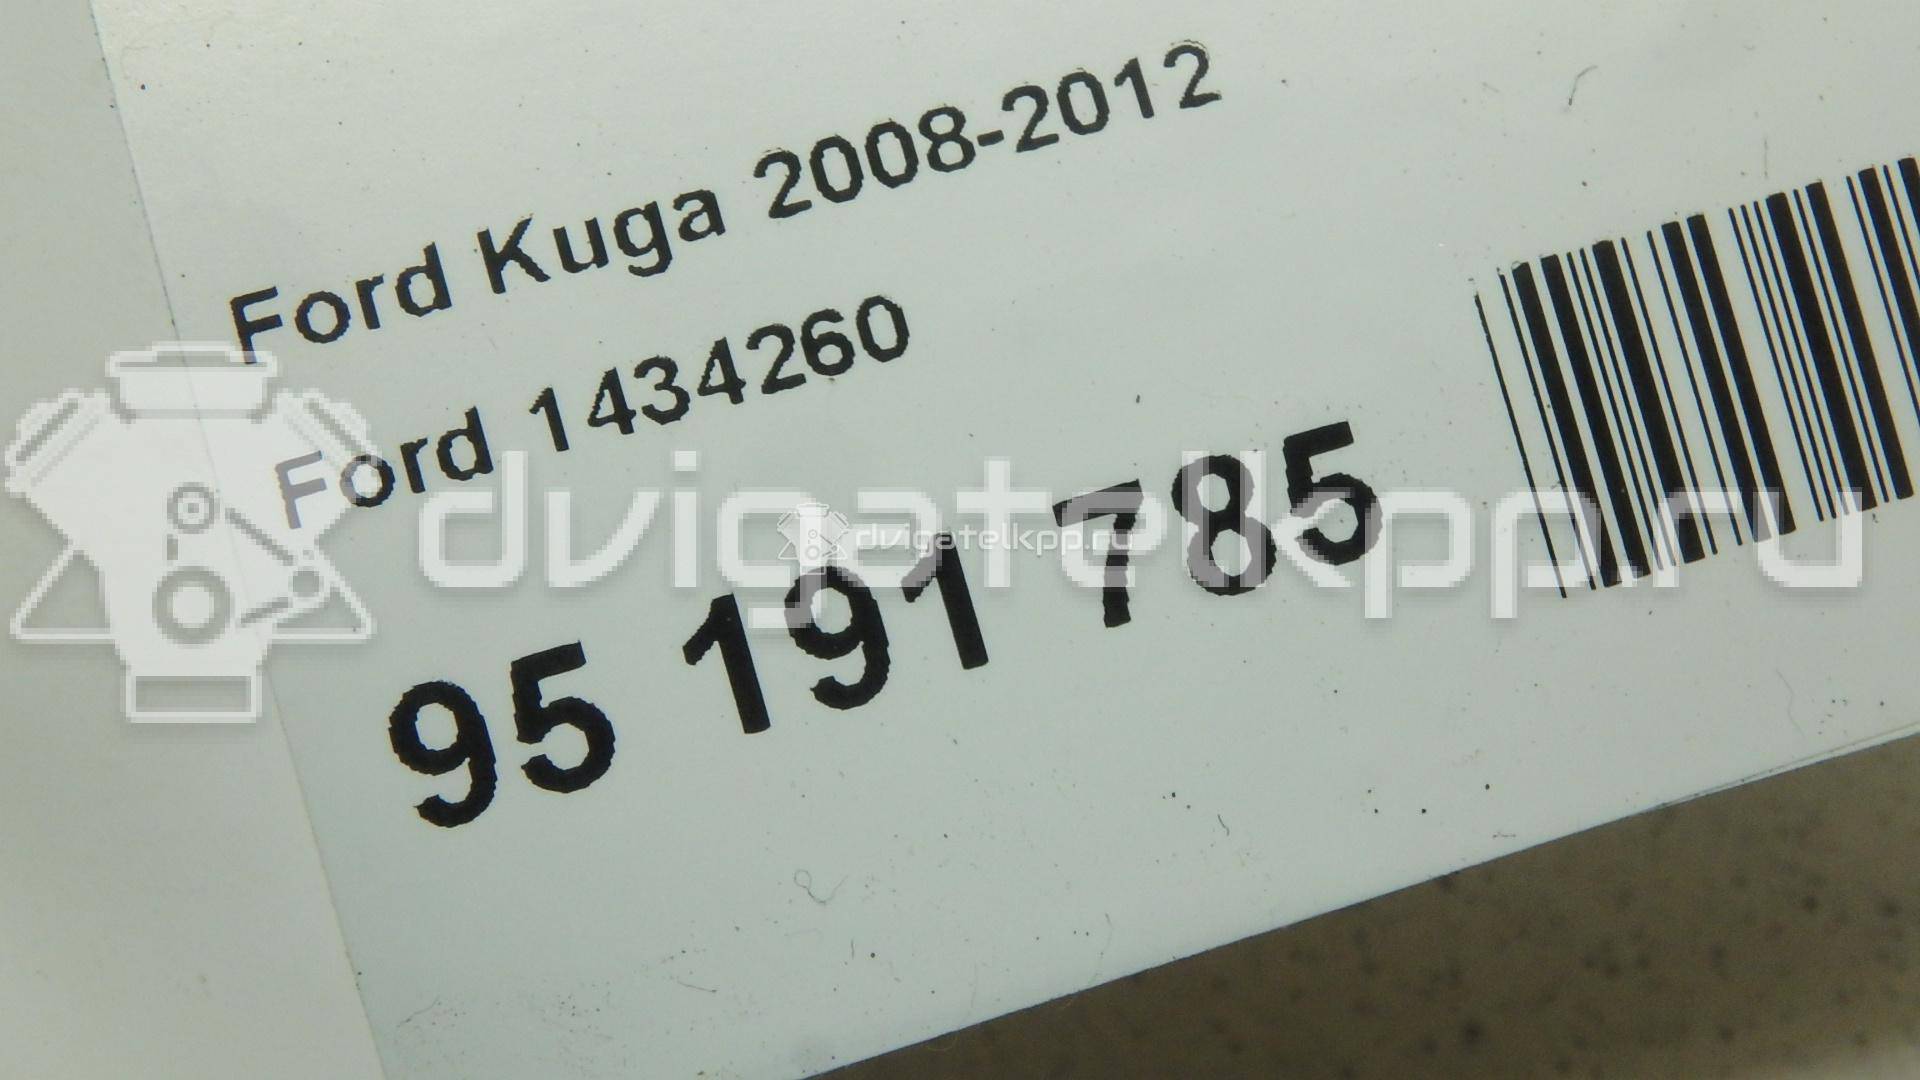 Ford Kuga 2008-2012
Ford 1434260
dvigatelkpp.ru
dvigatelkpp.ru
95 191 785